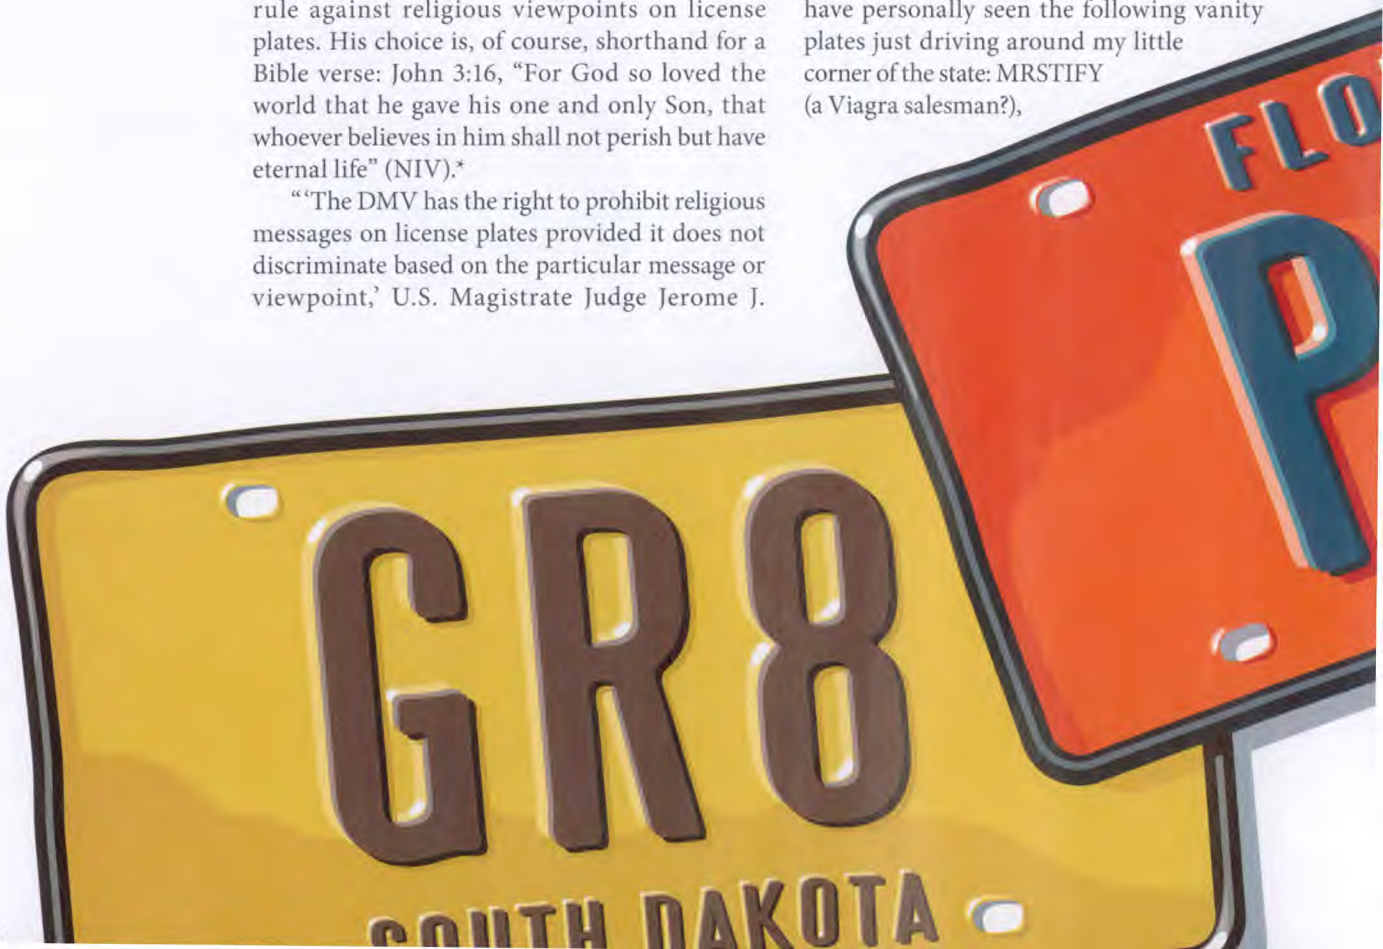 rule against religious viewpoints on license
plates. His choice is, of course, shorthand for a
Bible verse: John 3:16, “For God so loved the
world that he gave his one and only Son, that
whoever believes in him shall not perish but have
eternal life” (NIV).*
“‘The DMV has the right to prohibit religious
messages on license plates provided it does not
discriminate based on the particular message or
viewpoint,’ U.S. Magistrate Judge Jerome J.
have personally seen the following vanity
plates just driving around my little
corner of the state: MRSTIFY
(a Viagra salesman?),
FLO
P
GR8
SOUTH DAKOTA